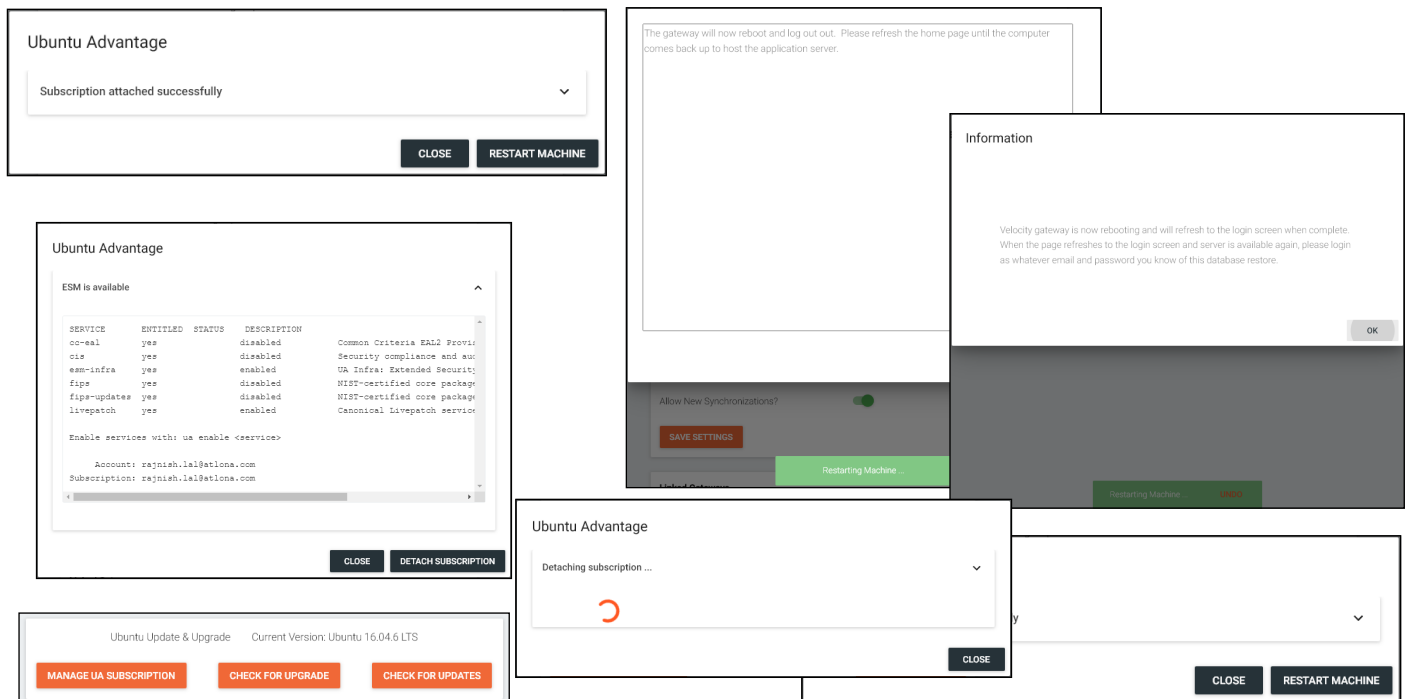 Ubuntu Advantage
Subscription attached successfully
CLOSE RESTART MACHINE
The gateway will now reboot and log out out. Please refresh the home page until the computer
comes back up to host the application server.
Information
Velocity gateway is now rebooting and will refresh to the login screen when complete.
When the page refreshes to the login screen and server is available again, please login
as whatever email and password you know of this database restore.
OK
Ubuntu Advantage
ESM is available
SERVICE ENTITLED STATUS DESCRIPTION
cc-eal yes disabled Common Criteria EAL2 Provis
cis yes disabled Security compliance and aud
esm-infra yes enabled UA Infra: Extended Security
fips yes disabled NIST-certified core package
fips-updates yes disabled NIST-certified core package
livepatch yes enabled Canonical Livepatch service
Enable services with: ua enable <service>
Account: rajnish.lal@atlona.com
Subscription: rajnish.lal@atlona.com
CLOSE DETACH SUBSCRIPTION
Allow New Synchronizations?
SAVE SETTINGS
Restarting Machine ...
Linked Gateways
Restarting Machine ... UNDO
Ubuntu Advantage
Detaching subscription ...
CLOSE
y
CLOSE RESTART MACHINE
Ubuntu Update & Upgrade Current Version: Ubuntu 16.04.6 LTS
MANAGE UA SUBSCRIPTION CHECK FOR UPGRADE CHECK FOR UPDATES